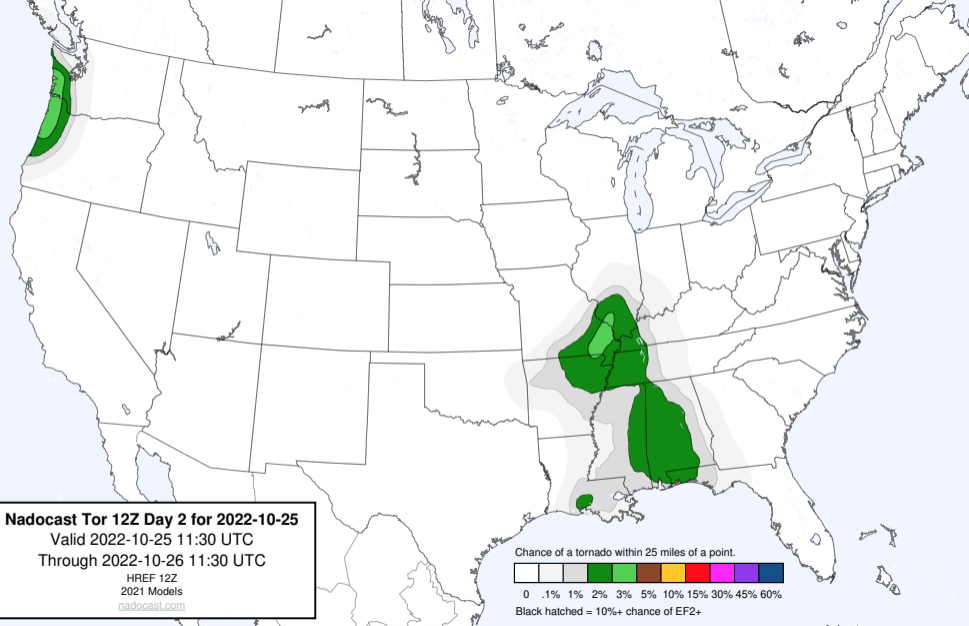 Nadocast Tor 12Z Day 2 for 2022-10-25
Valid 2022-10-25 11:30 UTC
Through 2022-10-26 11:30 UTC
HREF 12Z
2021 Models
nadocast.com
Chance of a tornado within 25 miles of a point.
0 .1% 1% 2% 3% 5% 10% 15% 30% 45% 60%
Black hatched = 10%+ chance of EF2+